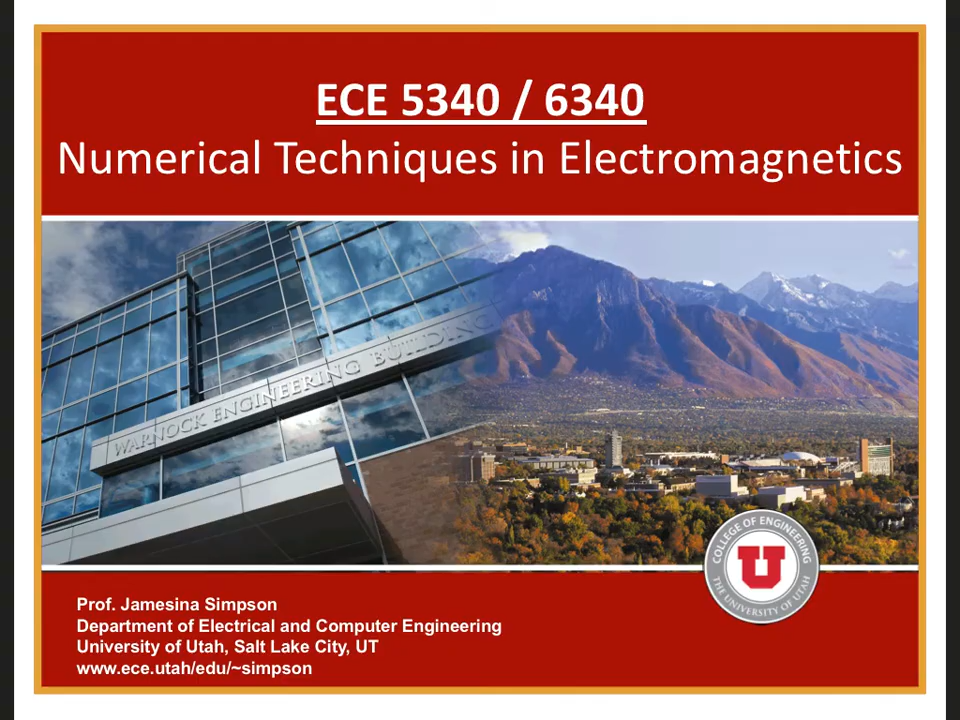 ECE 5340 / 6340
Numerical Techniques in Electromagnetics
WARNOCK ENGINEERING BUILDING
COLLEGE OF ENGINEERING
U
THE UNIVERSITY OF UTAH
Prof. Jamesina Simpson
Department of Electrical and Computer Engineering
University of Utah, Salt Lake City, UT
www.ece.utah/edu/~simpson